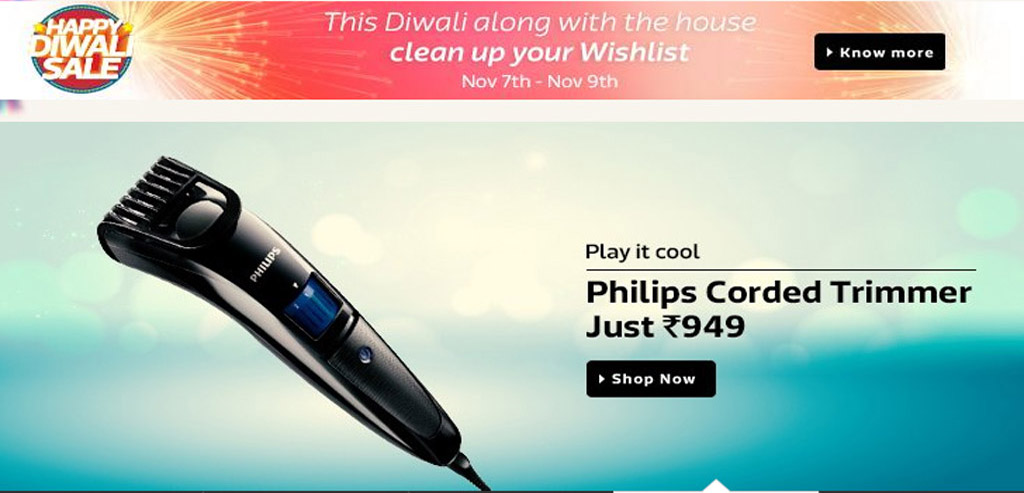 HAPPY
DIWALI
SALE
This Diwali along with the house
clean up your Wishlist
Nov 7th - Nov 9th
Know more
PHILIPS
Play it cool
Philips Corded Trimmer
Just ₹949
Shop Now